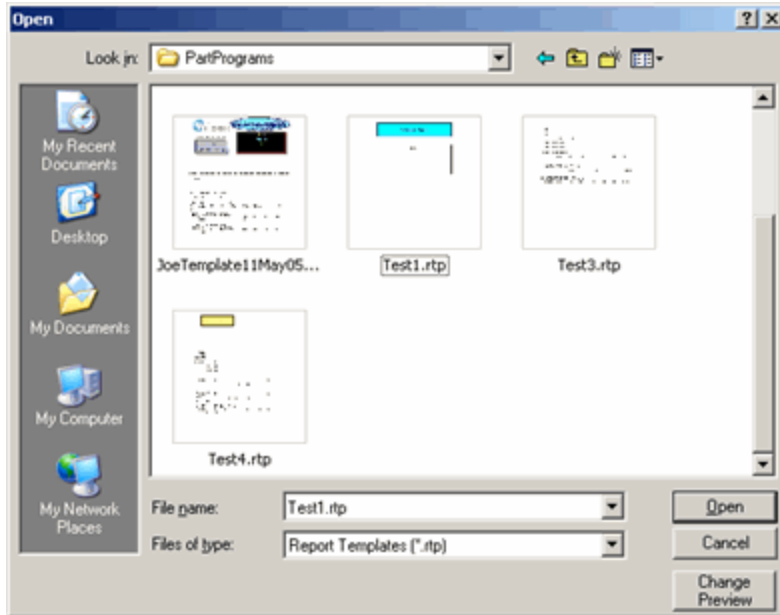 Open
Look in: PartPrograms
My Recent
Documents
Desktop
My Documents
My Computer
My Network
Places
JoeTemplate11May05...
Test1.rtp
Test3.rtp
Test4.rtp
File name: Test1.rtp
Open
Files of type: Report Templates (*.rtp)
Cancel
Change
Preview